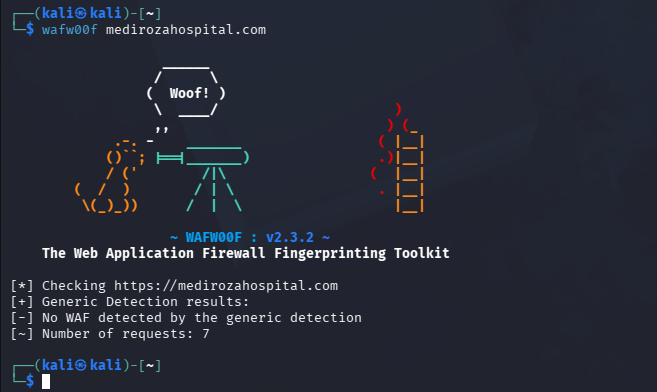 ┌──(kali㉿kali)-[~]
└─$ wafw00f medirozahospital.com
Woof!
~ WAFW00F : v2.3.2 ~
The Web Application Firewall Fingerprinting Toolkit
[*] Checking https://medirozahospital.com
[+] Generic Detection results:
[-] No WAF detected by the generic detection
[~] Number of requests: 7
┌──(kali㉿kali)-[~]
└─$